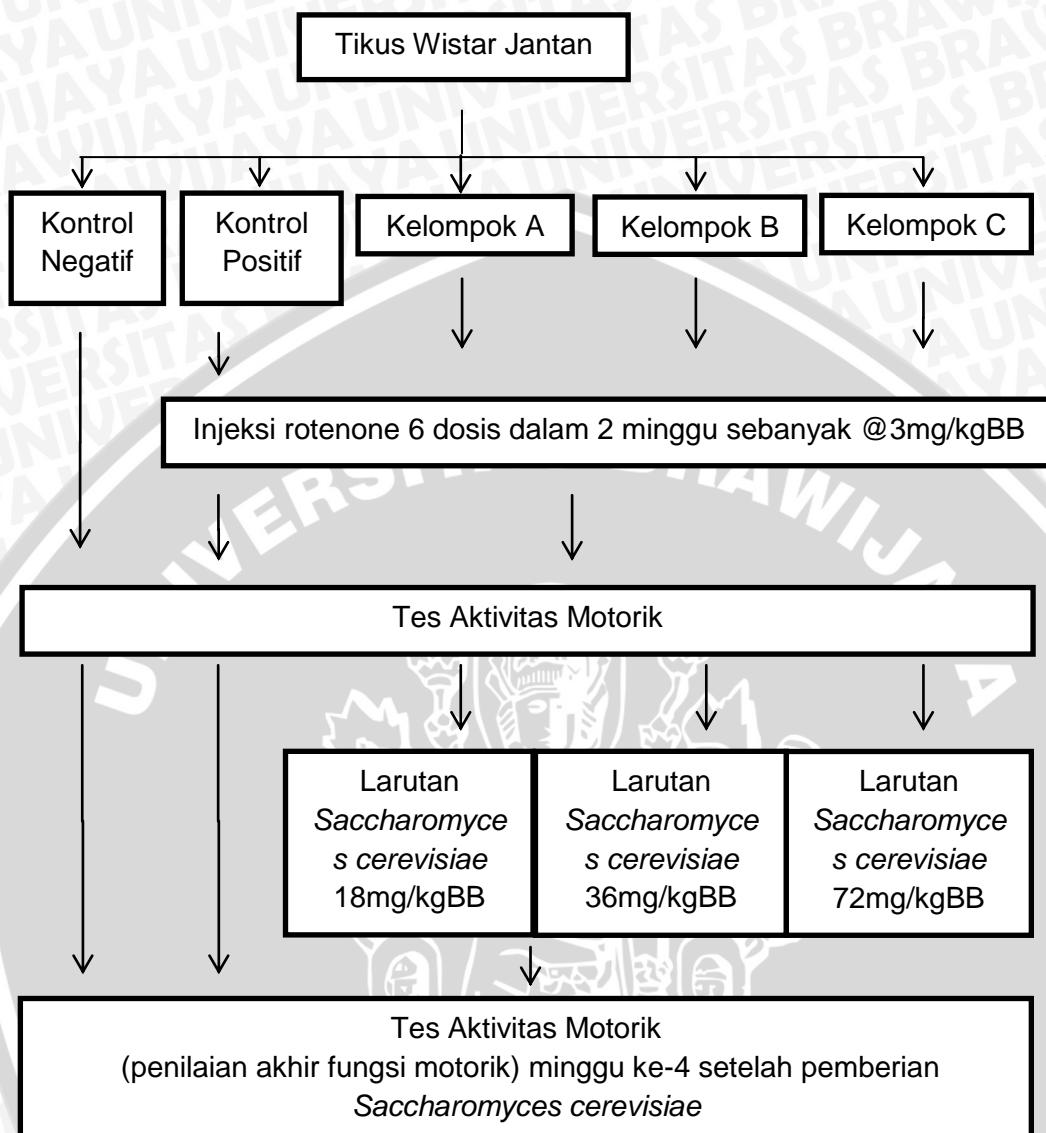 Tikus Wistar Jantan
Kontrol
Negatif
Kontrol
Positif
Kelompok A
Kelompok B
Kelompok C
Injeksi rotenone 6 dosis dalam 2 minggu sebanyak @3mg/kgBB
Tes Aktivitas Motorik
Larutan
Saccharomyce
s cerevisiae
18mg/kgBB
Larutan
Saccharomyce
s cerevisiae
36mg/kgBB
Larutan
Saccharomyce
s cerevisiae
72mg/kgBB
Tes Aktivitas Motorik
(penilaian akhir fungsi motorik) minggu ke-4 setelah pemberian
Saccharomyces cerevisiae